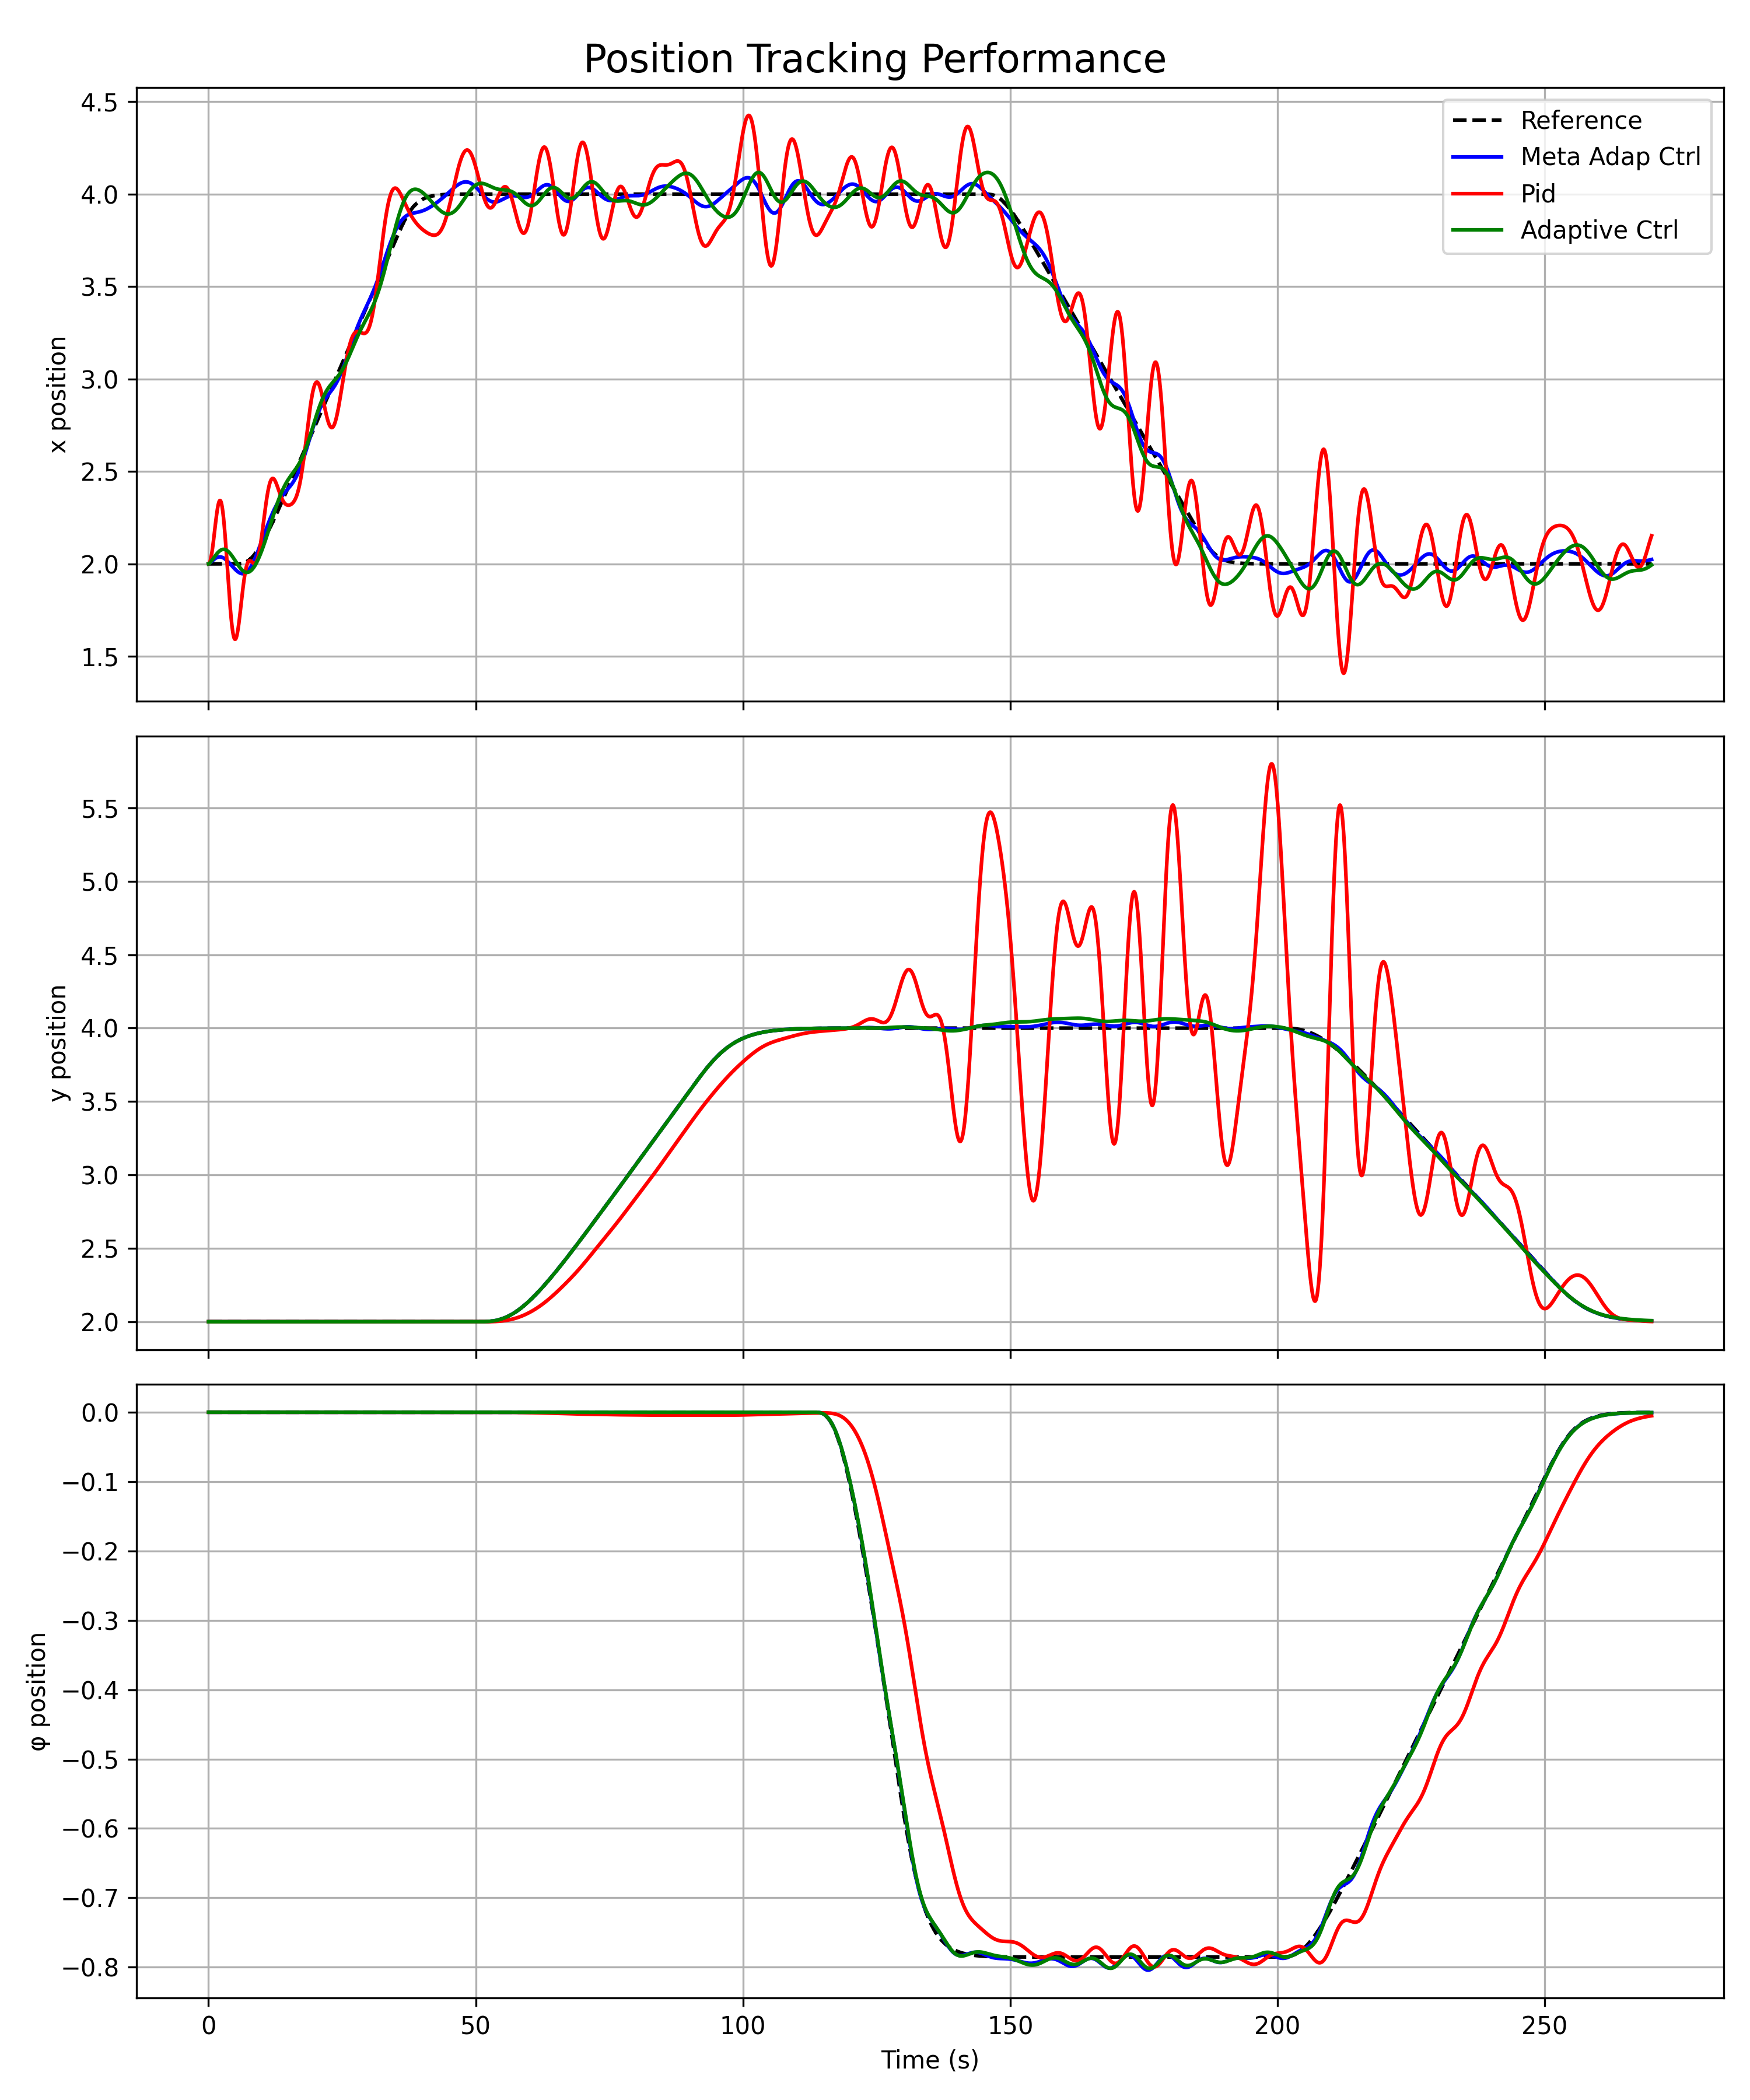 Position Tracking Performance
4.5
4.0
3.5
3.0
2.5
2.0
1.5
x position
Reference
Meta Adap Ctrl
Pid
Adaptive Ctrl
5.5
5.0
4.5
4.0
3.5
3.0
2.5
2.0
y position
0.0
−0.1
−0.2
−0.3
−0.4
−0.5
−0.6
−0.7
−0.8
φ position
0 50 100 150 200 250
Time (s)